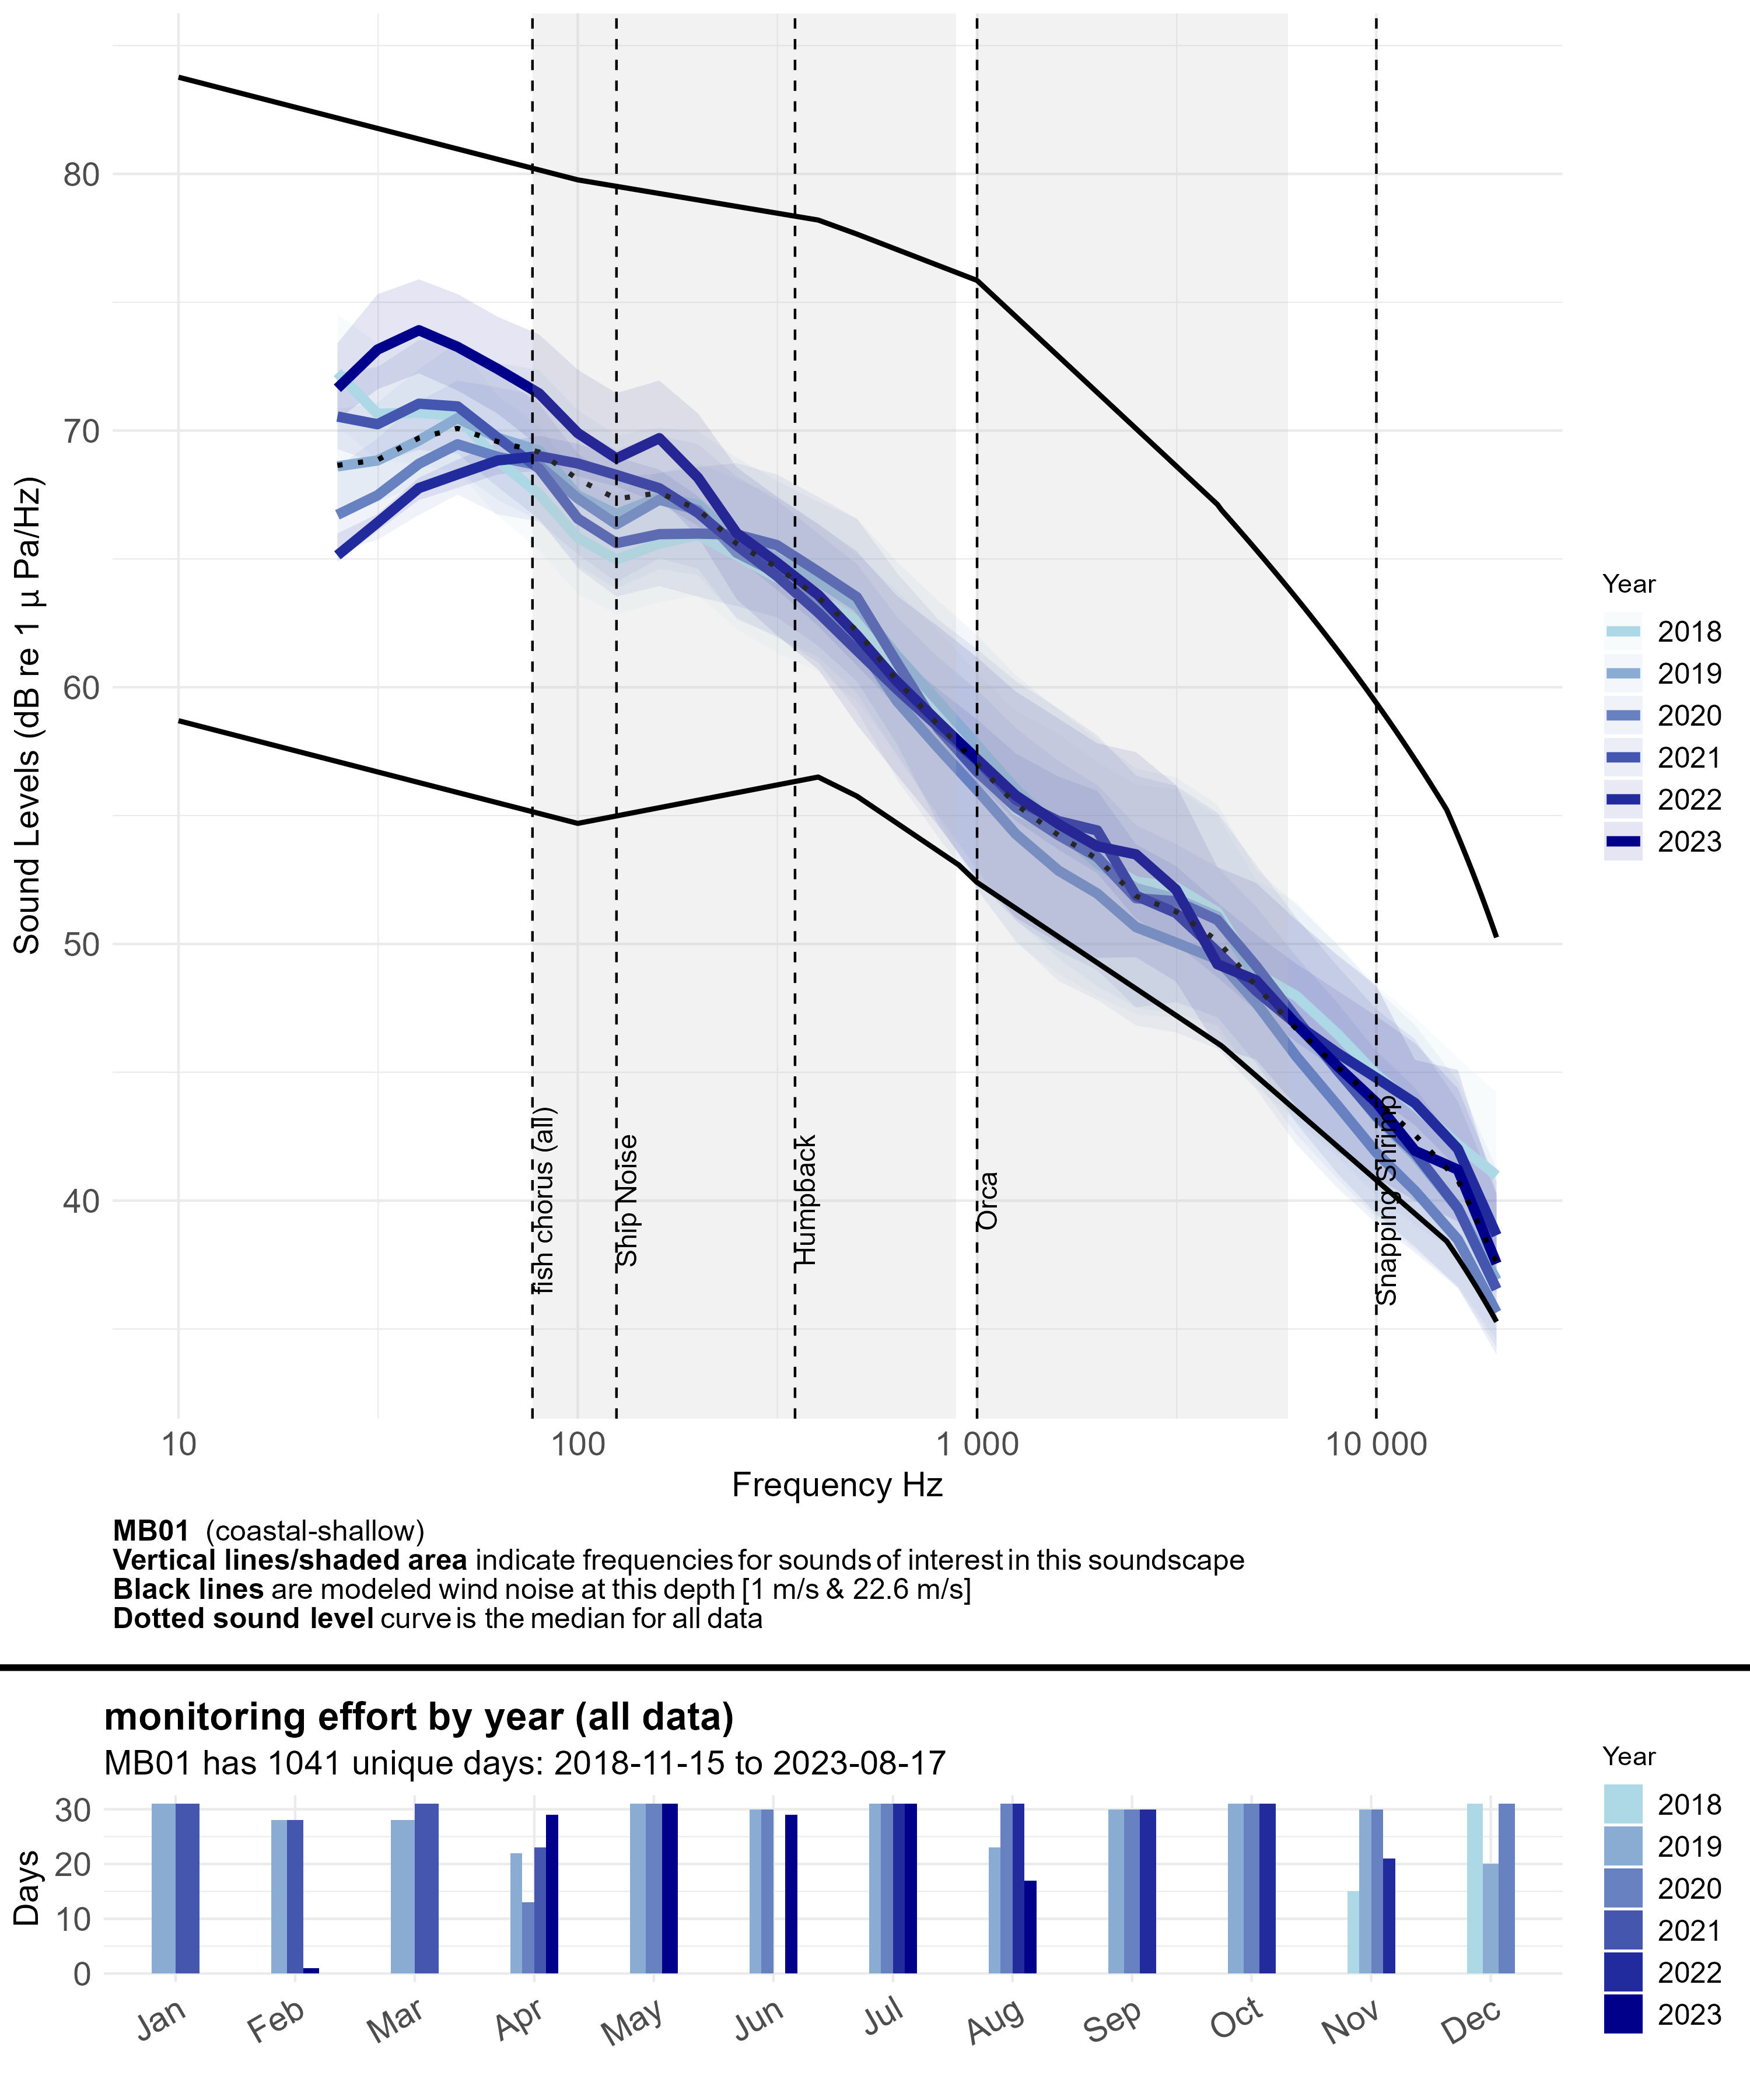 80
70
60
50
40
Sound Levels (dB re 1 µ Pa/Hz)
fish chorus (all)
Ship Noise
Humpback
Orca
Snapping Shrimp
10
100
1 000
10 000
Frequency Hz
Year
2018
2019
2020
2021
2022
2023
MB01 (coastal-shallow)
Vertical lines/shaded area indicate frequencies for sounds of interest in this soundscape
Black lines are modeled wind noise at this depth [1 m/s & 22.6 m/s]
Dotted sound level curve is the median for all data
monitoring effort by year (all data)
MB01 has 1041 unique days: 2018-11-15 to 2023-08-17
Days
30
20
10
0
Jan
Feb
Mar
Apr
May
Jun
Jul
Aug
Sep
Oct
Nov
Dec
Year
2018
2019
2020
2021
2022
2023